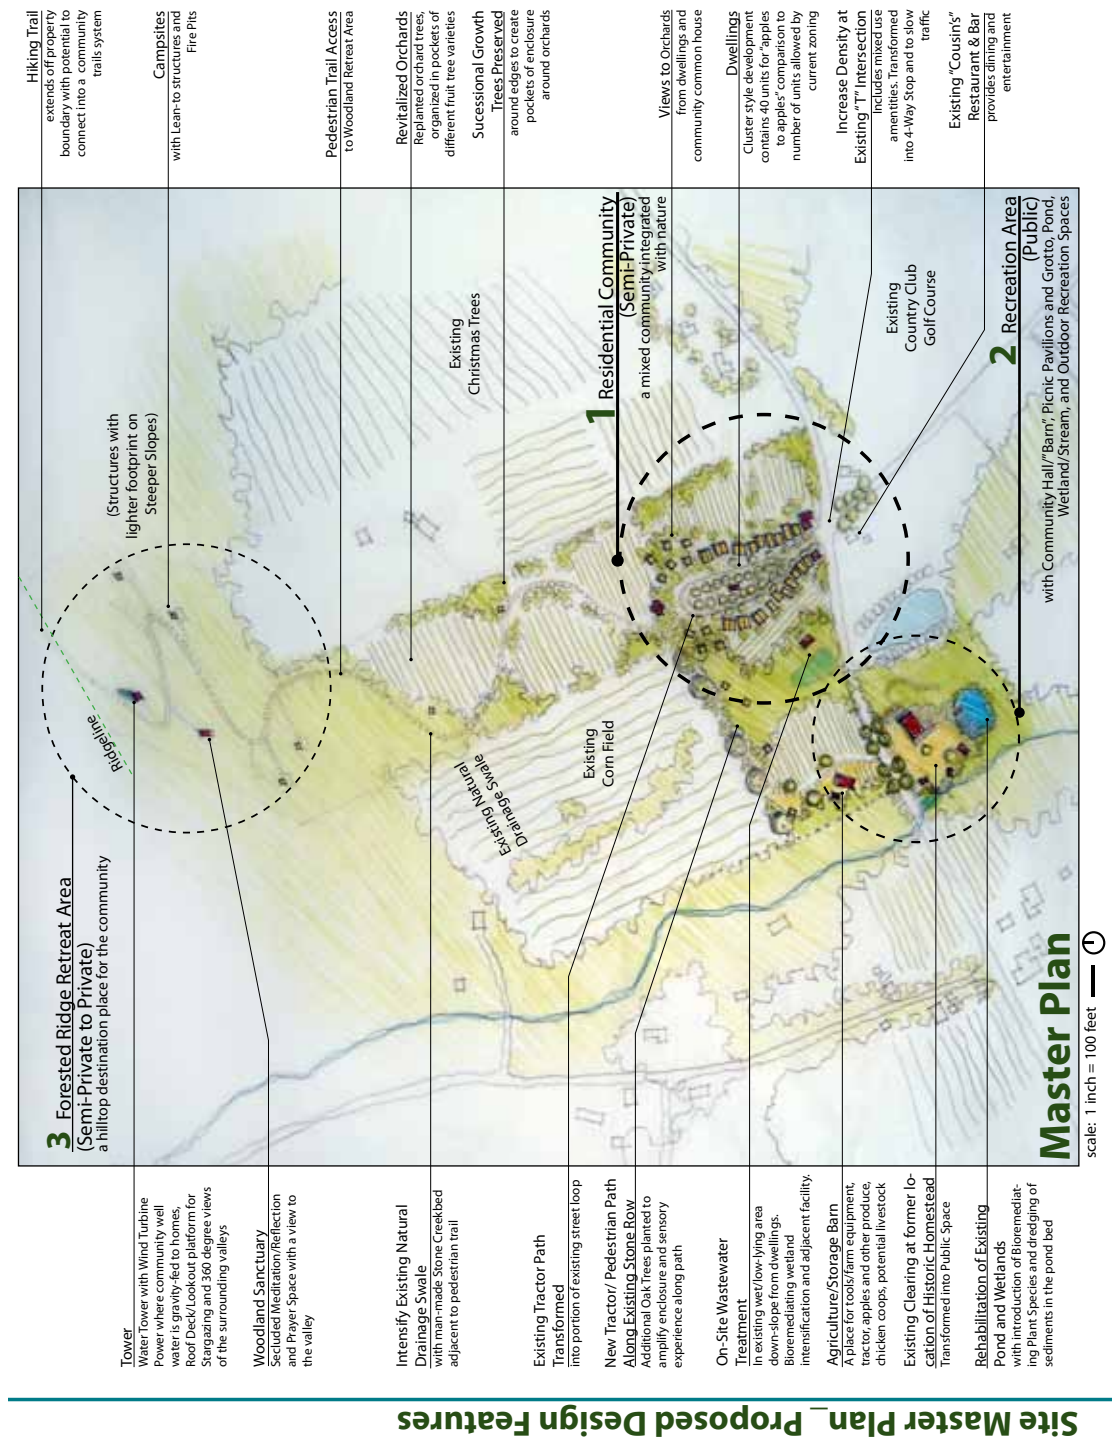 Site Master Plan_ Proposed Design Features
Hiking Trail
extends off property
boundary with potential to
connect into a community
trails system
Campsites
with Lean-to structures and
Fire Pits
Pedestrian Trail Access
to Woodland Retreat Area
Revitalized Orchards
Replanted orchard trees,
organized in pockets of
different fruit tree varieties
Sucessional Growth
Trees Preserved
around edges to create
pockets of enclosure
around orchards
Views to Orchards
from dwellings and
community common house
Dwellings
Cluster style development
contains 40 units for "apples
to apples" comparison to
number of units allowed by
current zoning
Increase Density at
Existing "T" Intersection
Includes mixed use
amentities. Transformed
into 4-Way Stop and to slow
traffic
Existing "Cousin's"
Restaurant & Bar
provides dining and
entertainment
3 Forested Ridge Retreat Area
(Semi-Private to Private)
a hilltop destination place for the community
Ridgeline
(Structures with
lighter footprint on
Steeper Slopes)
Existing
Christmas Trees
Existing Natural
Drainage Swale
Existing
Corn Field
1 Residential Community
(Semi-Private)
a mixed community integrated
with nature
Existing
Country Club
Golf Course
2 Recreation Area
(Public)
with Community Hall/"Barn", Picnic Pavilions and Grotto, Pond,
Wetland/Stream, and Outdoor Recreation Spaces
Master Plan
scale: 1 inch = 100 feet
Tower
Water Tower with Wind Turbine
Power where community well
water is gravity-fed to homes,
Roof Deck/Lookout platform for
Stargazing and 360 degree views
of the surrounding valleys
Woodland Sanctuary
Secluded Meditation/Reflection
and Prayer Space with a view to
the valley
Intensify Existing Natural
Drainage Swale
with man-made Stone Creekbed
adjacent to pedestrian trail
Existing Tractor Path
Transformed
into portion of existing street loop
New Tractor/ Pedestrian Path
Along Existing Stone Row
Additional Oak Trees planted to
amplify enclosure and sensory
experience along path
On-Site Wastewater
Treatment
In existing wet/low-lying area
down-slope from dwellings.
Bioremediating wetland
intensification and adjacent facility.
Agriculture/Storage Barn
A place for tools/farm equipment,
tractor, apples and other produce,
chicken coops, potential livestock
Existing Clearing at former lo-
cation of Historic Homestead
Transformed into Public Space
Rehabilitation of Existing
Pond and Wetlands
with introduction of Bioremediat-
ing Plant Species and dredging of
sediments in the pond bed